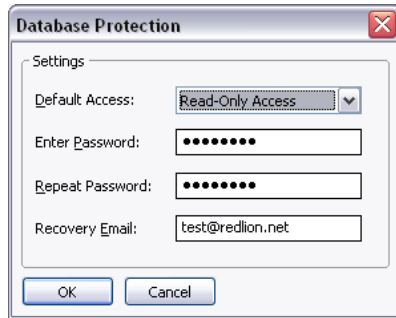 Database Protection
Settings
Default Access: Read-Only Access
Enter Password: ●●●●●●●●
Repeat Password: ●●●●●●●●
Recovery Email: test@redlion.net
OK Cancel